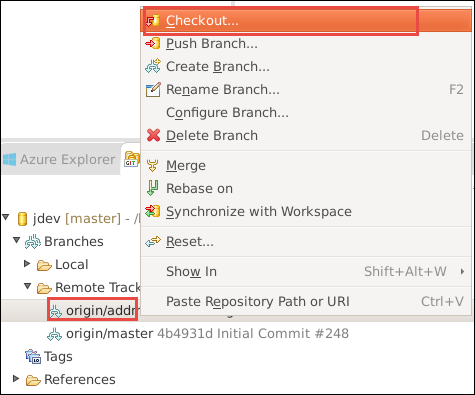 Checkout...
Push Branch...
Create Branch...
Rename Branch... F2
Configure Branch...
Delete Branch Delete
Azure Explorer GIT
Merge
Rebase on
jdev [master] - Synchronize with Workspace
Branches Reset...
Local Show In Shift+Alt+W
Remote Track
Paste Repository Path or URI Ctrl+V
origin/addr
origin/master 4b4931d Initial Commit #248
Tags
References